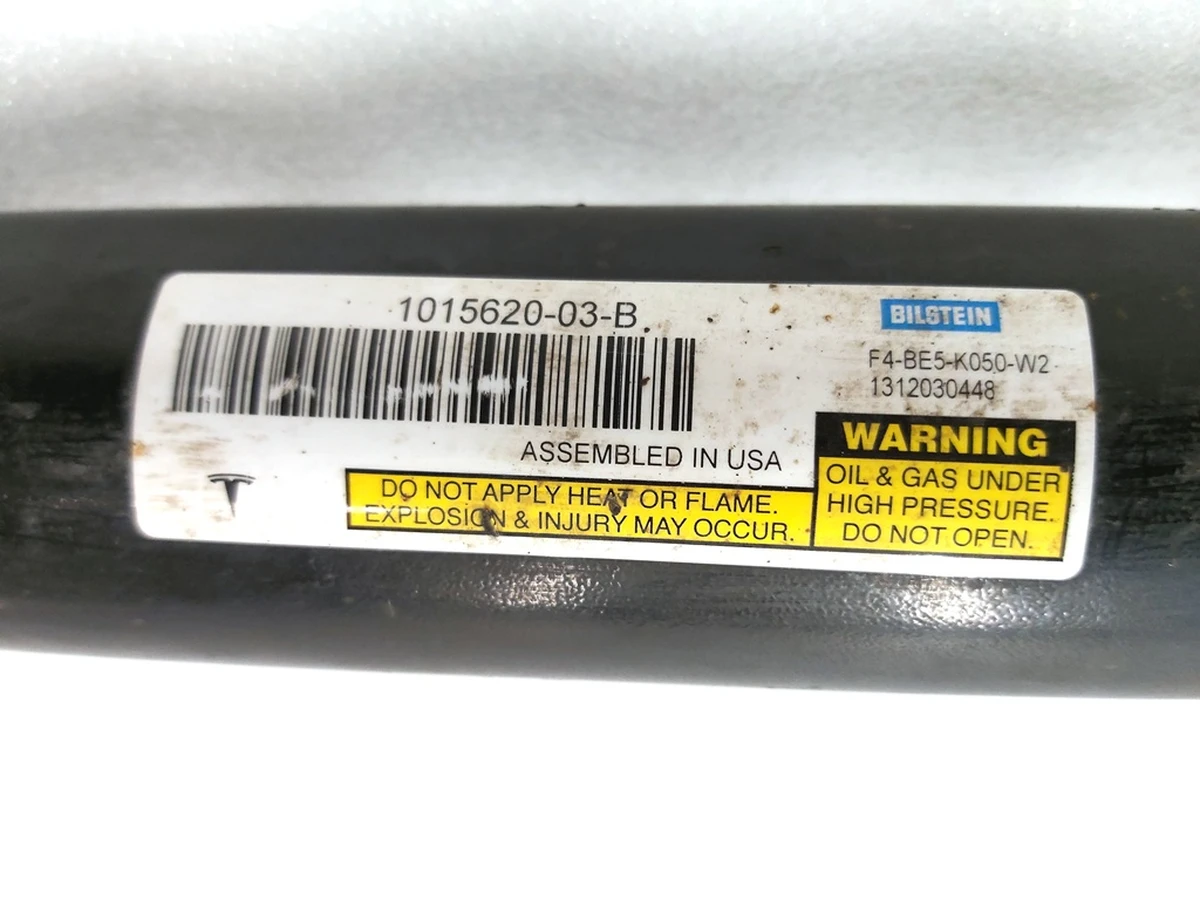 1015620-03-B
BILSTEIN
F4-BE5-K050-W2
1312030448
ASSEMBLED IN USA
DO NOT APPLY HEAT OR FLAME.
EXPLOSION & INJURY MAY OCCUR.
WARNING
OIL & GAS UNDER
HIGH PRESSURE.
DO NOT OPEN.